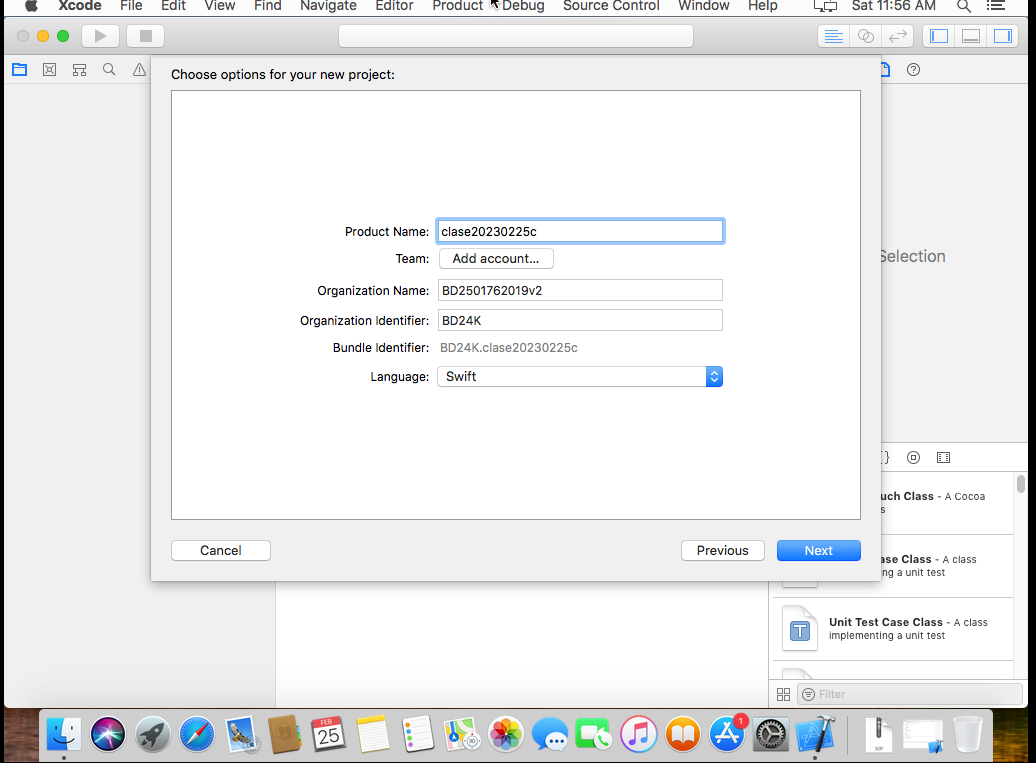 Xcode File Edit View Find Navigate Editor Product Debug Source Control Window Help Sat 11:56 AM
Choose options for your new project:
Product Name: clase20230225c
Team: Add account...
Selection
Organization Name: BD2501762019v2
Organization Identifier: BD24K
Bundle Identifier: BD24K.clase20230225c
Language: Swift
{}
uch Class - A Cocoa
s
Cancel Previous Next
ase Class - A class
ng a unit test
Unit Test Case Class - A class
implementing a unit test
Filter
FEB
25
1
XIP